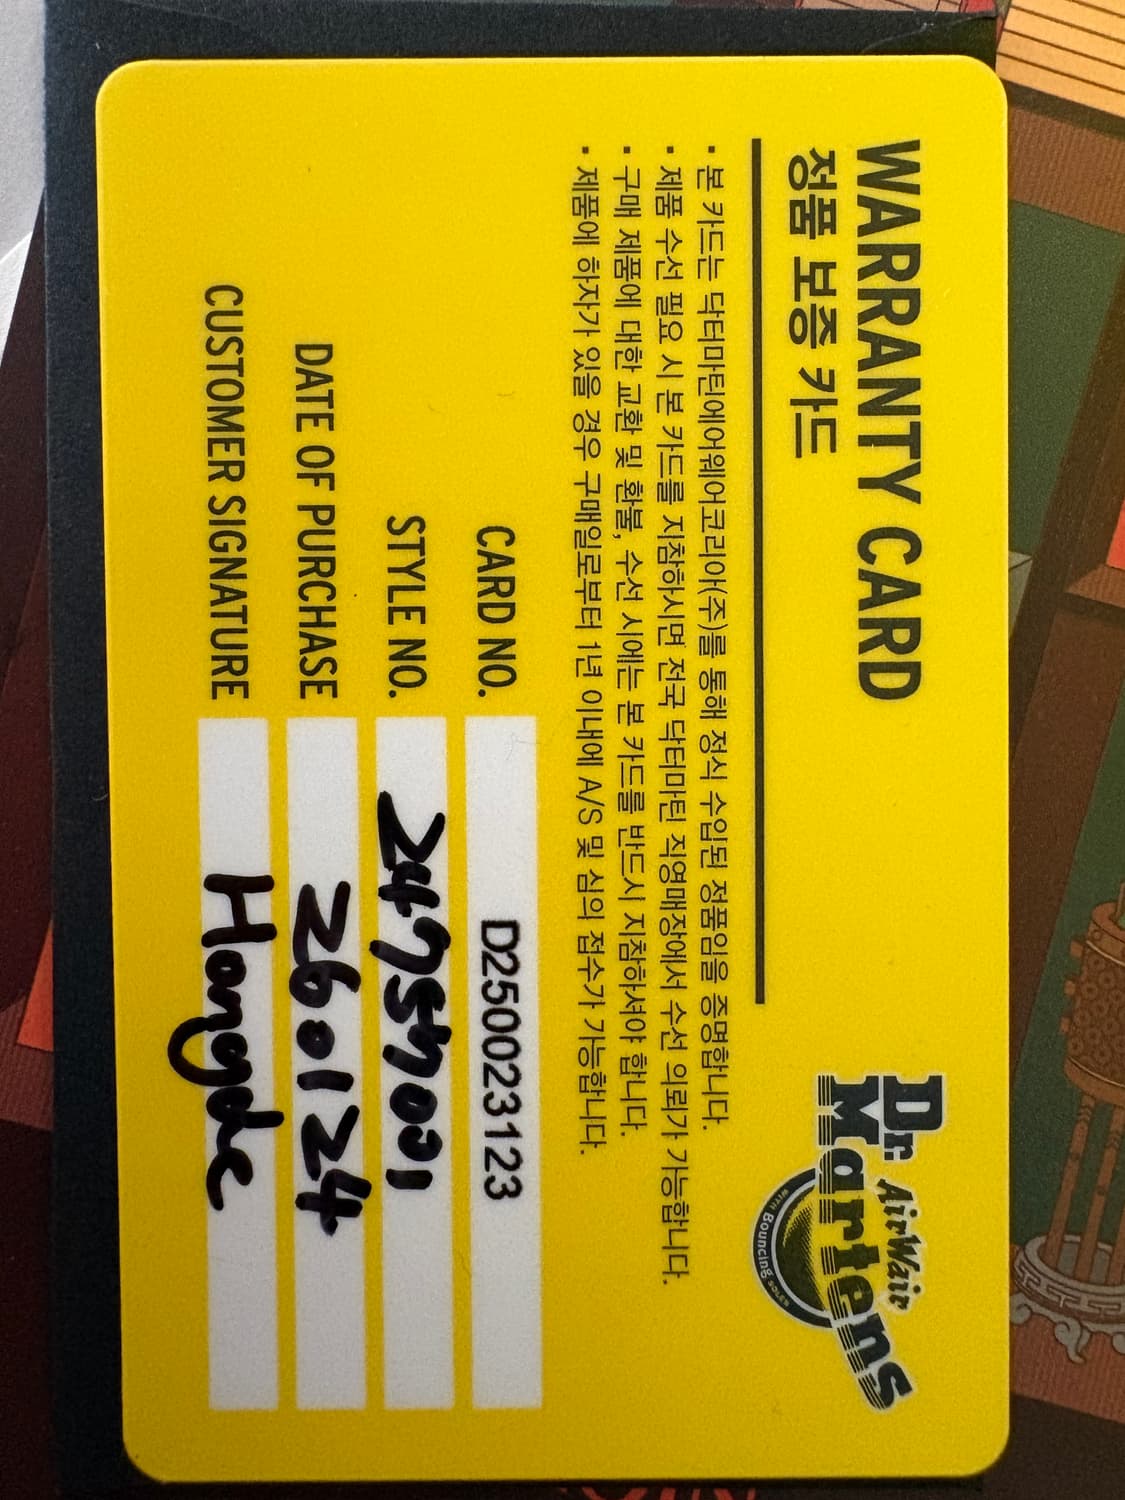 WARRANTY CARD
정품 보증 카드
Dr. AirWair
Martens
WITH Bouncing SOLES
• 본 카드는 닥터마틴에어웨어코리아(주)를 통해 정식 수입된 정품임을 증명합니다.
• 제품 수선 필요 시 본 카드를 지참하시면 전국 닥터마틴 직영매장에서 수선 의뢰가 가능합니다.
• 구매 제품에 대한 교환 및 환불, 수선 시에는 본 카드를 반드시 지참하셔야 합니다.
• 제품에 하자가 있을 경우 구매일로부터 1년 이내에 A/S 및 심의 접수가 가능합니다.
CARD NO. D250023123
STYLE NO.
DATE OF PURCHASE 260124
CUSTOMER SIGNATURE